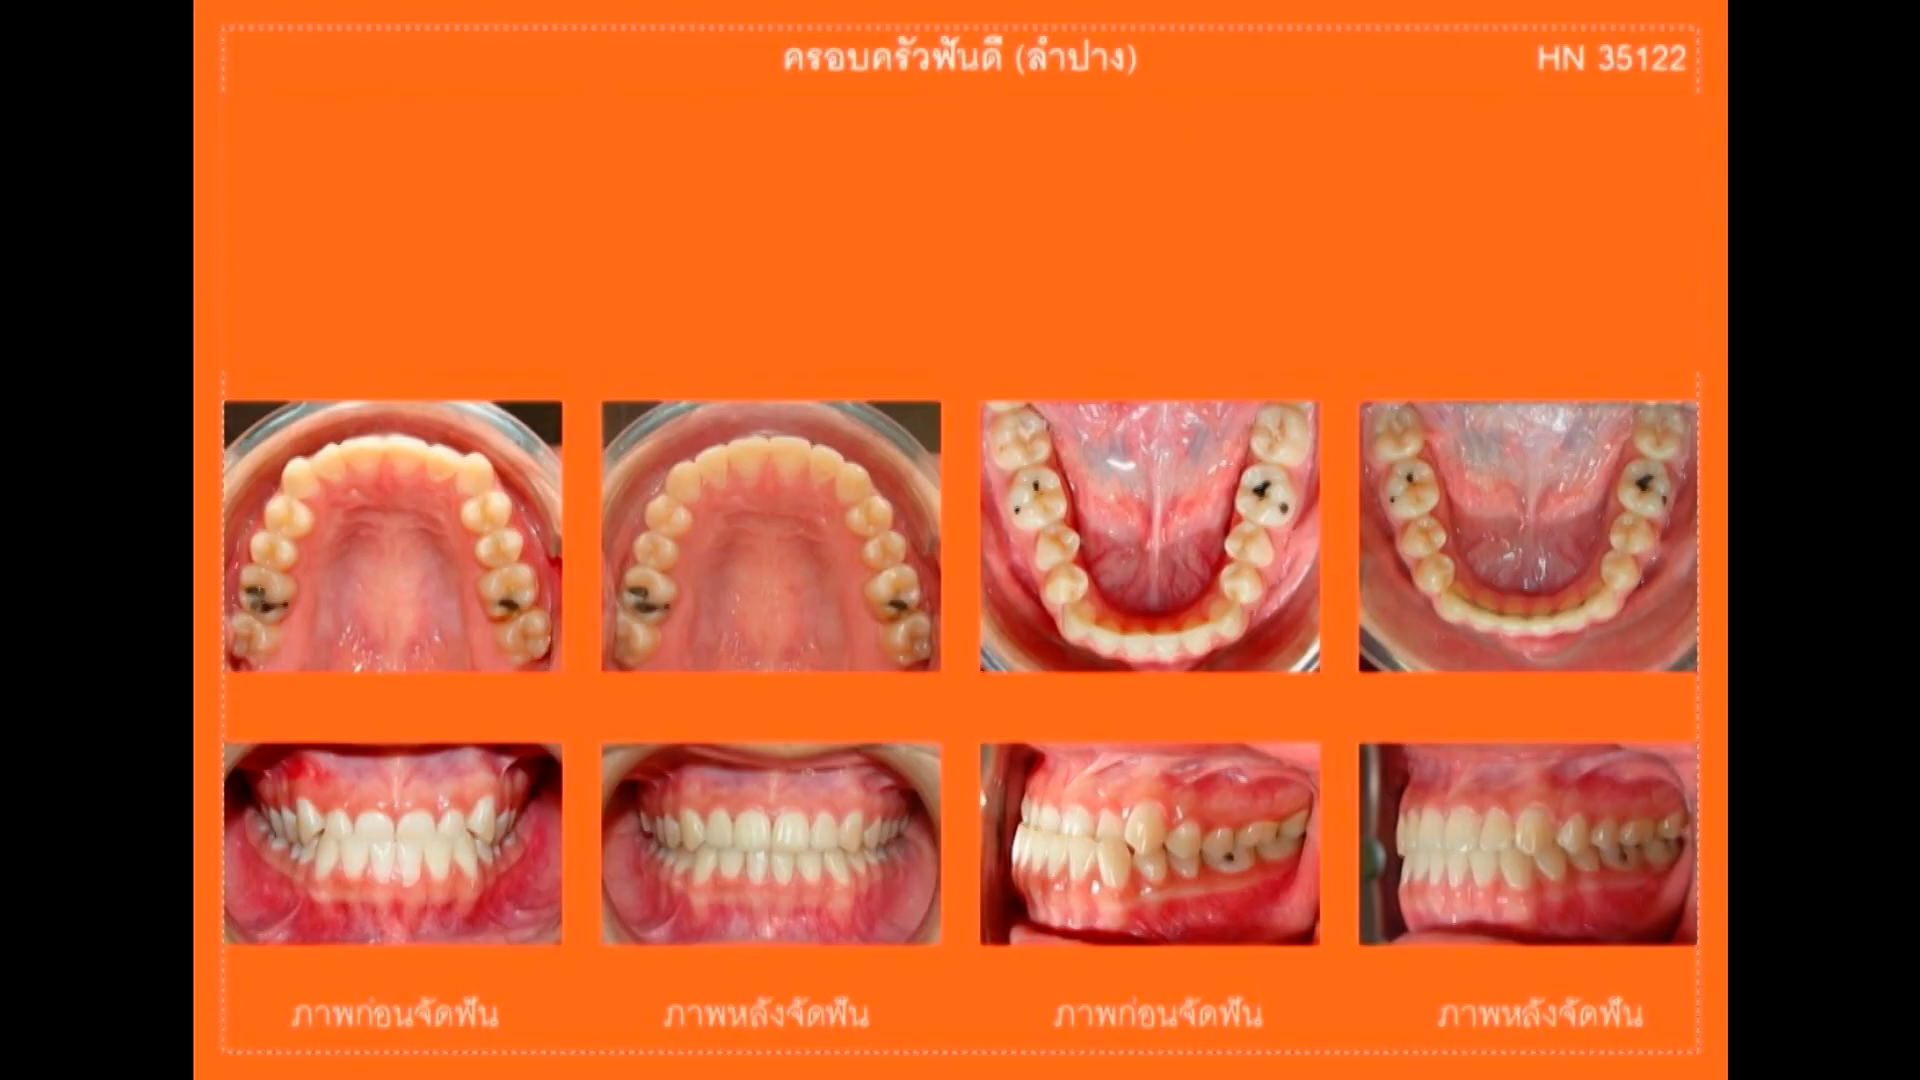 ครอบครัวฟันดี (ลำปาง)
HN 35122
ภาพก่อนจัดฟัน
ภาพหลังจัดฟัน
ภาพก่อนจัดฟัน
ภาพหลังจัดฟัน